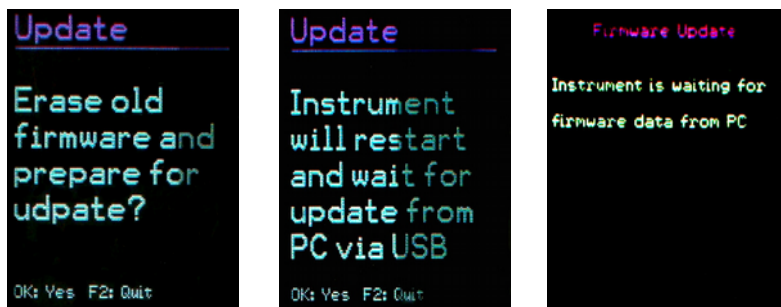 Update
Erase old
firmware and
prepare for
udpate?
OK: Yes F2: Quit
Update
Instrument
will restart
and wait for
update from
PC via USB
OK: Yes F2: Quit
Firmware Update
Instrument is waiting for
firmware data from PC